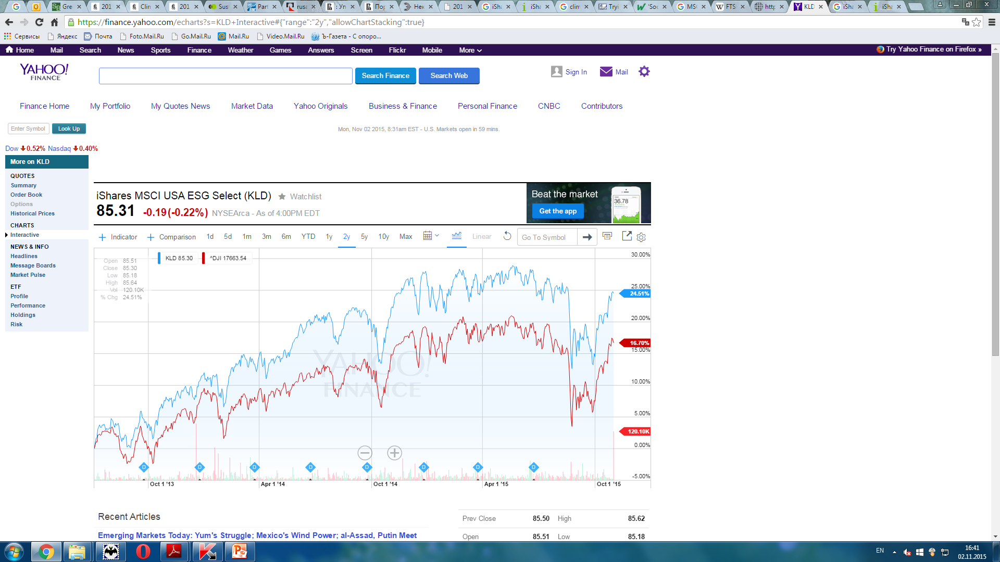 Gre
201
Clin
201
Sust
Part
rusa
: Уп
Пор
Нек
201
iSha
iSha
clim
Tryi
'Soc
MSC
FTS
http
KLD
iSha
iSha
https://finance.yahoo.com/echarts?s=KLD+Interactive#{"range":"2y","allowChartStacking":true}
Сервисы Яндекс Почта Foto.Mail.Ru Go.Mail.Ru Mail.Ru Video.Mail.Ru Ъ-Газета - С опоро...
Home Mail Search News Sports Finance Weather Games Answers Screen Flickr Mobile More Try Yahoo Finance on Firefox »
YAHOO!
FINANCE
Search Finance Search Web Sign In Mail
Finance Home My Portfolio My Quotes News Market Data Yahoo Originals Business & Finance Personal Finance CNBC Contributors
Enter Symbol Look Up
Mon, Nov 02 2015, 8:31am EST - U.S. Markets open in 59 mins.
Dow 0.52% Nasdaq 0.40%
More on KLD
QUOTES
Summary
Order Book
Options
Historical Prices
CHARTS
Interactive
NEWS & INFO
Headlines
Message Boards
Market Pulse
ETF
Profile
Performance
Holdings
Risk
iShares MSCI USA ESG Select (KLD) Watchlist
85.31 -0.19 (-0.22%) NYSEArca - As of 4:00PM EDT
Beat the market
Get the app
36.78
Indicator Comparison 1d 5d 1m 3m 6m YTD 1y 2y 5y 10y Max Linear Go To Symbol
KLD 85.30 ^DJI 17663.54
Open 85.51
Close 85.30
Low 85.18
High 85.64
Vol 120.10K
% Chg 24.51%
30.00%
25.00%
24.51%
20.00%
16.70%
15.00%
10.00%
5.00%
120.10K
0.00%
-5.00%
YAHOO!
FINANCE
D D D D D D D D
Oct 1 '13 Apr 1 '14 Oct 1 '14 Apr 1 '15 Oct 1 '15
Recent Articles
Emerging Markets Today: Yum's Struggle; Mexico's Wind Power; al-Assad, Putin Meet
Prev Close 85.50 High 85.62
Open 85.51 Low 85.18
EN
16:41
02.11.2015